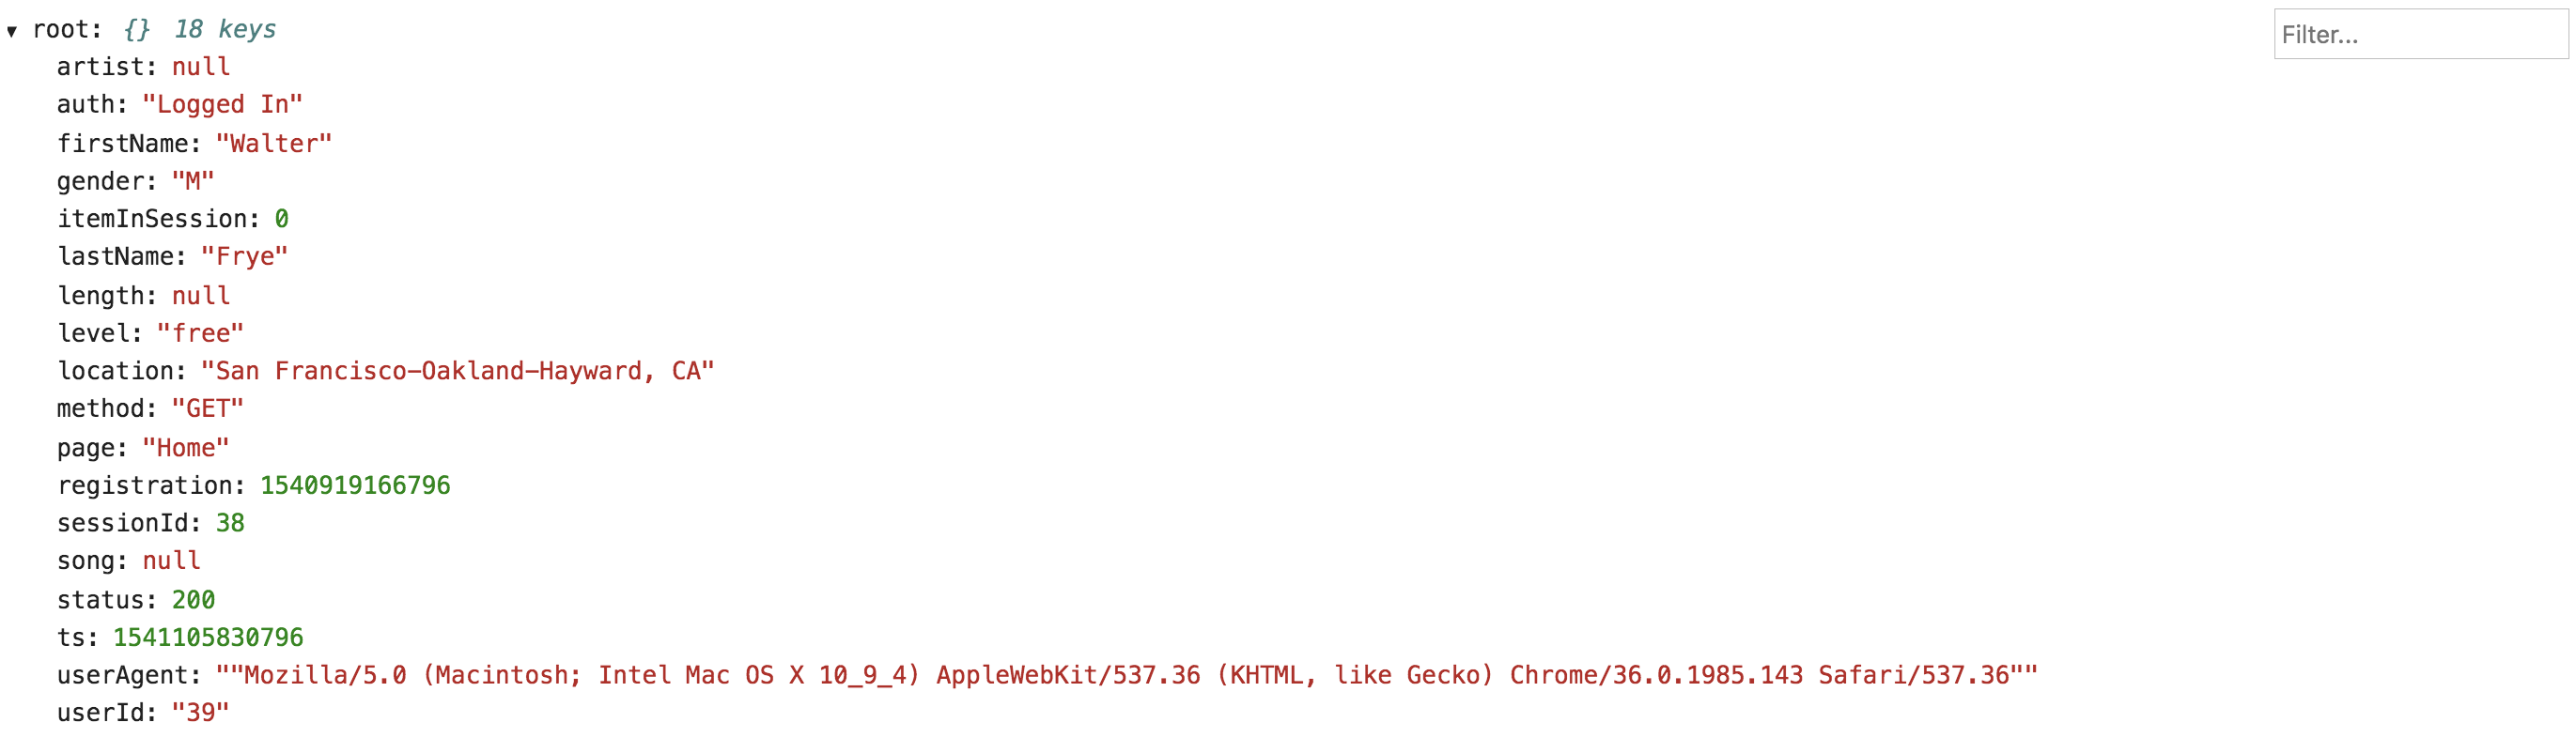 ▾ root: {} 18 keys
Filter...
artist: null
auth: "Logged In"
firstName: "Walter"
gender: "M"
itemInSession: 0
lastName: "Frye"
length: null
level: "free"
location: "San Francisco-Oakland-Hayward, CA"
method: "GET"
page: "Home"
registration: 1540919166796
sessionId: 38
song: null
status: 200
ts: 1541105830796
userAgent: ""Mozilla/5.0 (Macintosh; Intel Mac OS X 10_9_4) AppleWebKit/537.36 (KHTML, like Gecko) Chrome/36.0.1985.143 Safari/537.36""
userId: "39"